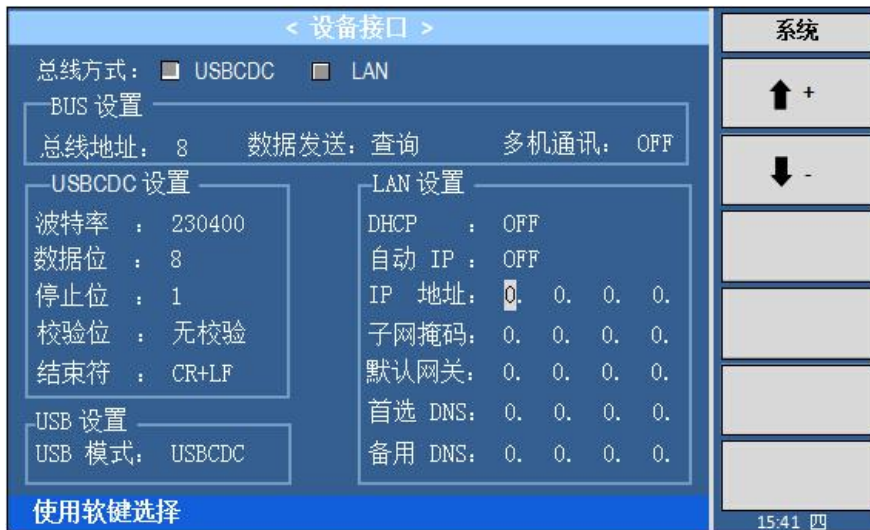 < 设备接口 >
总线方式： USBCDC LAN
BUS 设置
总线地址： 8 数据发送：查询 多机通讯： OFF
USBCDC 设置
波特率 ： 230400
数据位 ： 8
停止位 ： 1
校验位 ： 无校验
结束符 ： CR+LF
USB 设置
USB 模式： USBCDC
LAN 设置
DHCP ： OFF
自动 IP ： OFF
IP 地址： 0. 0. 0. 0.
子网掩码： 0. 0. 0. 0.
默认网关： 0. 0. 0. 0.
首选 DNS： 0. 0. 0. 0.
备用 DNS： 0. 0. 0. 0.
使用软键选择
系统
+
-
15:41 四